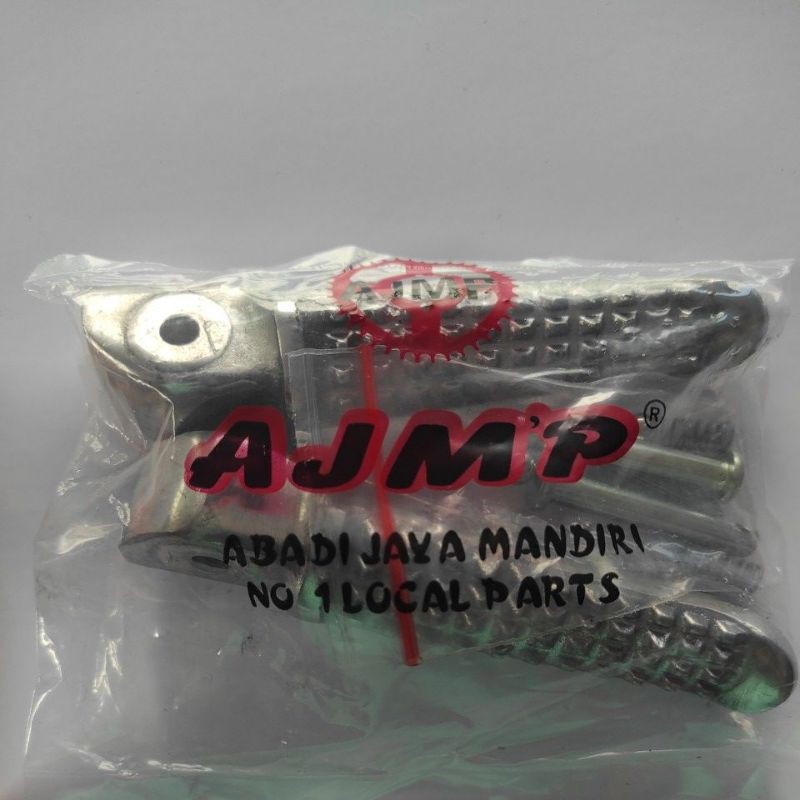 AJMP
AJM'P®
ABADI JAYA MANDIRI
NO 1 LOCAL PARTS